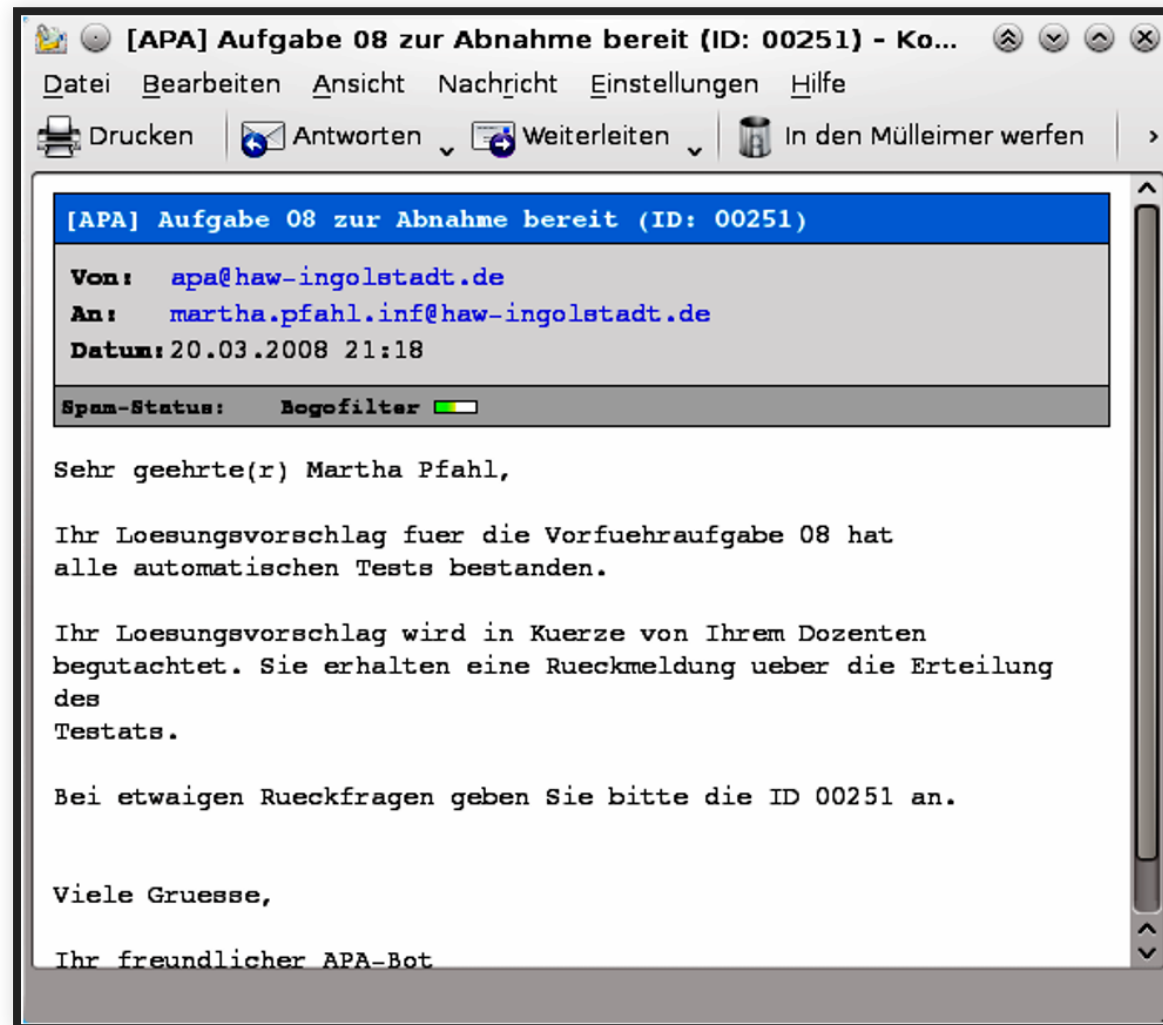 [APA] Aufgabe 08 zur Abnahme bereit (ID: 00251) - Ko...
Datei Bearbeiten Ansicht Nachricht Einstellungen Hilfe
Drucken Antworten Weiterleiten In den Mülleimer werfen
[APA] Aufgabe 08 zur Abnahme bereit (ID: 00251)
Von: apa@haw-ingolstadt.de
An: martha.pfahl.inf@haw-ingolstadt.de
Datum: 20.03.2008 21:18
Spam-Status: Bogofilter
Sehr geehrte(r) Martha Pfahl,
Ihr Loesungsvorschlag fuer die Vorfuehraufgabe 08 hat
alle automatischen Tests bestanden.
Ihr Loesungsvorschlag wird in Kuerze von Ihrem Dozenten
begutachtet. Sie erhalten eine Rueckmeldung ueber die Erteilung
des
Testats.
Bei etwaigen Rueckfragen geben Sie bitte die ID 00251 an.
Viele Gruesse,
Ihr freundlicher APA-Bot